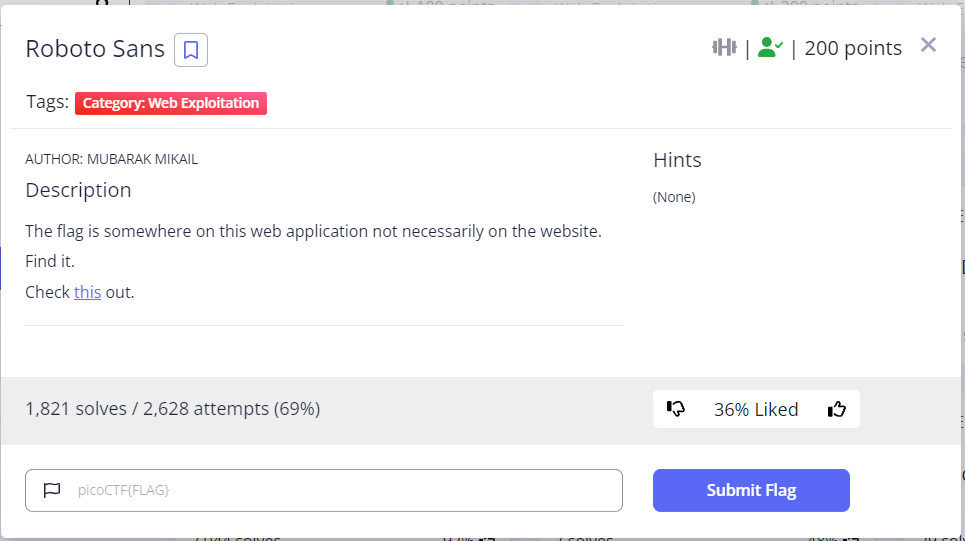 Roboto Sans
| | 200 points
Tags: Category: Web Exploitation
AUTHOR: MUBARAK MIKAIL
Description
The flag is somewhere on this web application not necessarily on the website.
Find it.
Check this out.
Hints
(None)
1,821 solves / 2,628 attempts (69%)
36% Liked
picoCTF{FLAG}
Submit Flag